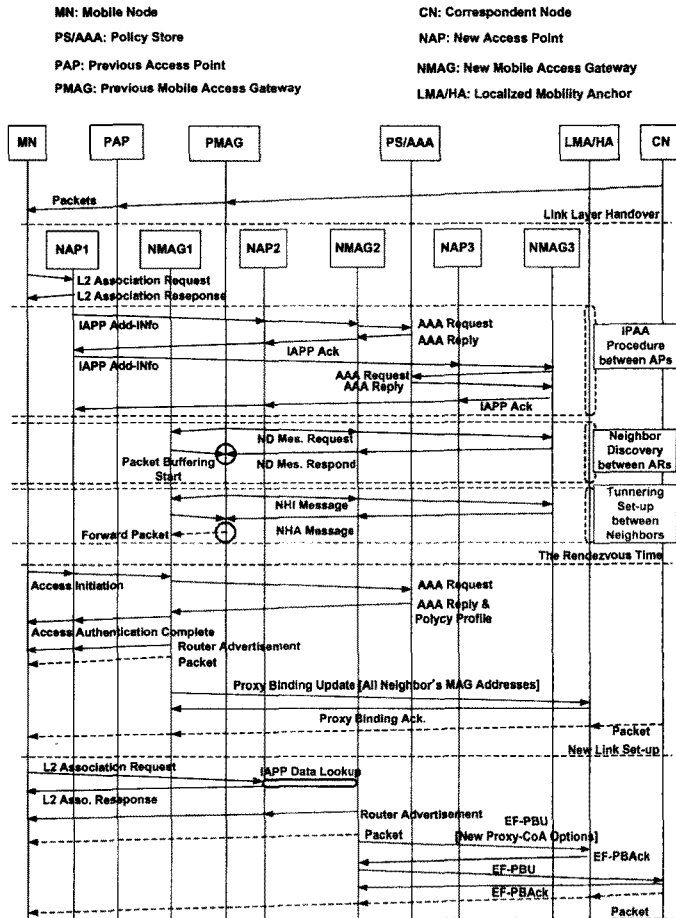 MN: Mobile Node
CN: Correspondent Node
PS/AAA: Policy Store
NAP: New Access Point
PAP: Previous Access Point
NMAG: New Mobile Access Gateway
PMAG: Previous Mobile Access Gateway
LMA/HA: Localized Mobility Anchor
MN
PAP
PMAG
PS/AAA
LMA/HA
CN
Packets
Link Layer Handover
NAP1
NMAG1
NAP2
NMAG2
NAP3
NMAG3
L2 Association Request
L2 Association Reseponse
IAPP Add-INfo
AAA Request
AAA Reply
IAPP Ack
IAPP Add-INfo
AAA Request
AAA Reply
IAPP Ack
IPAA
Procedure
between APs
ND Mes. Request
Packet Buffering
Start
ND Mes. Respond
Neighbor
Discovery
between ARs
NHI Message
NHA Message
Forward Packet
Tunnering
Set-up
between
Neighbors
The Rendezvous Time
Access Initiation
AAA Request
AAA Reply &
Polycy Profile
Access Authentication Complete
Router Advertisement
Packet
Proxy Binding Update [All Neighbor's MAG Addresses]
Proxy Binding Ack.
Packet
New Link Set-up
L2 Association Request
IAPP Data Lookup
L2 Asso. Reseponse
Router Advertisement
EF-PBU
Packet
[New Proxy-CoA Options]
EF-PBAck
EF-PBU
EF-PBAck
Packet